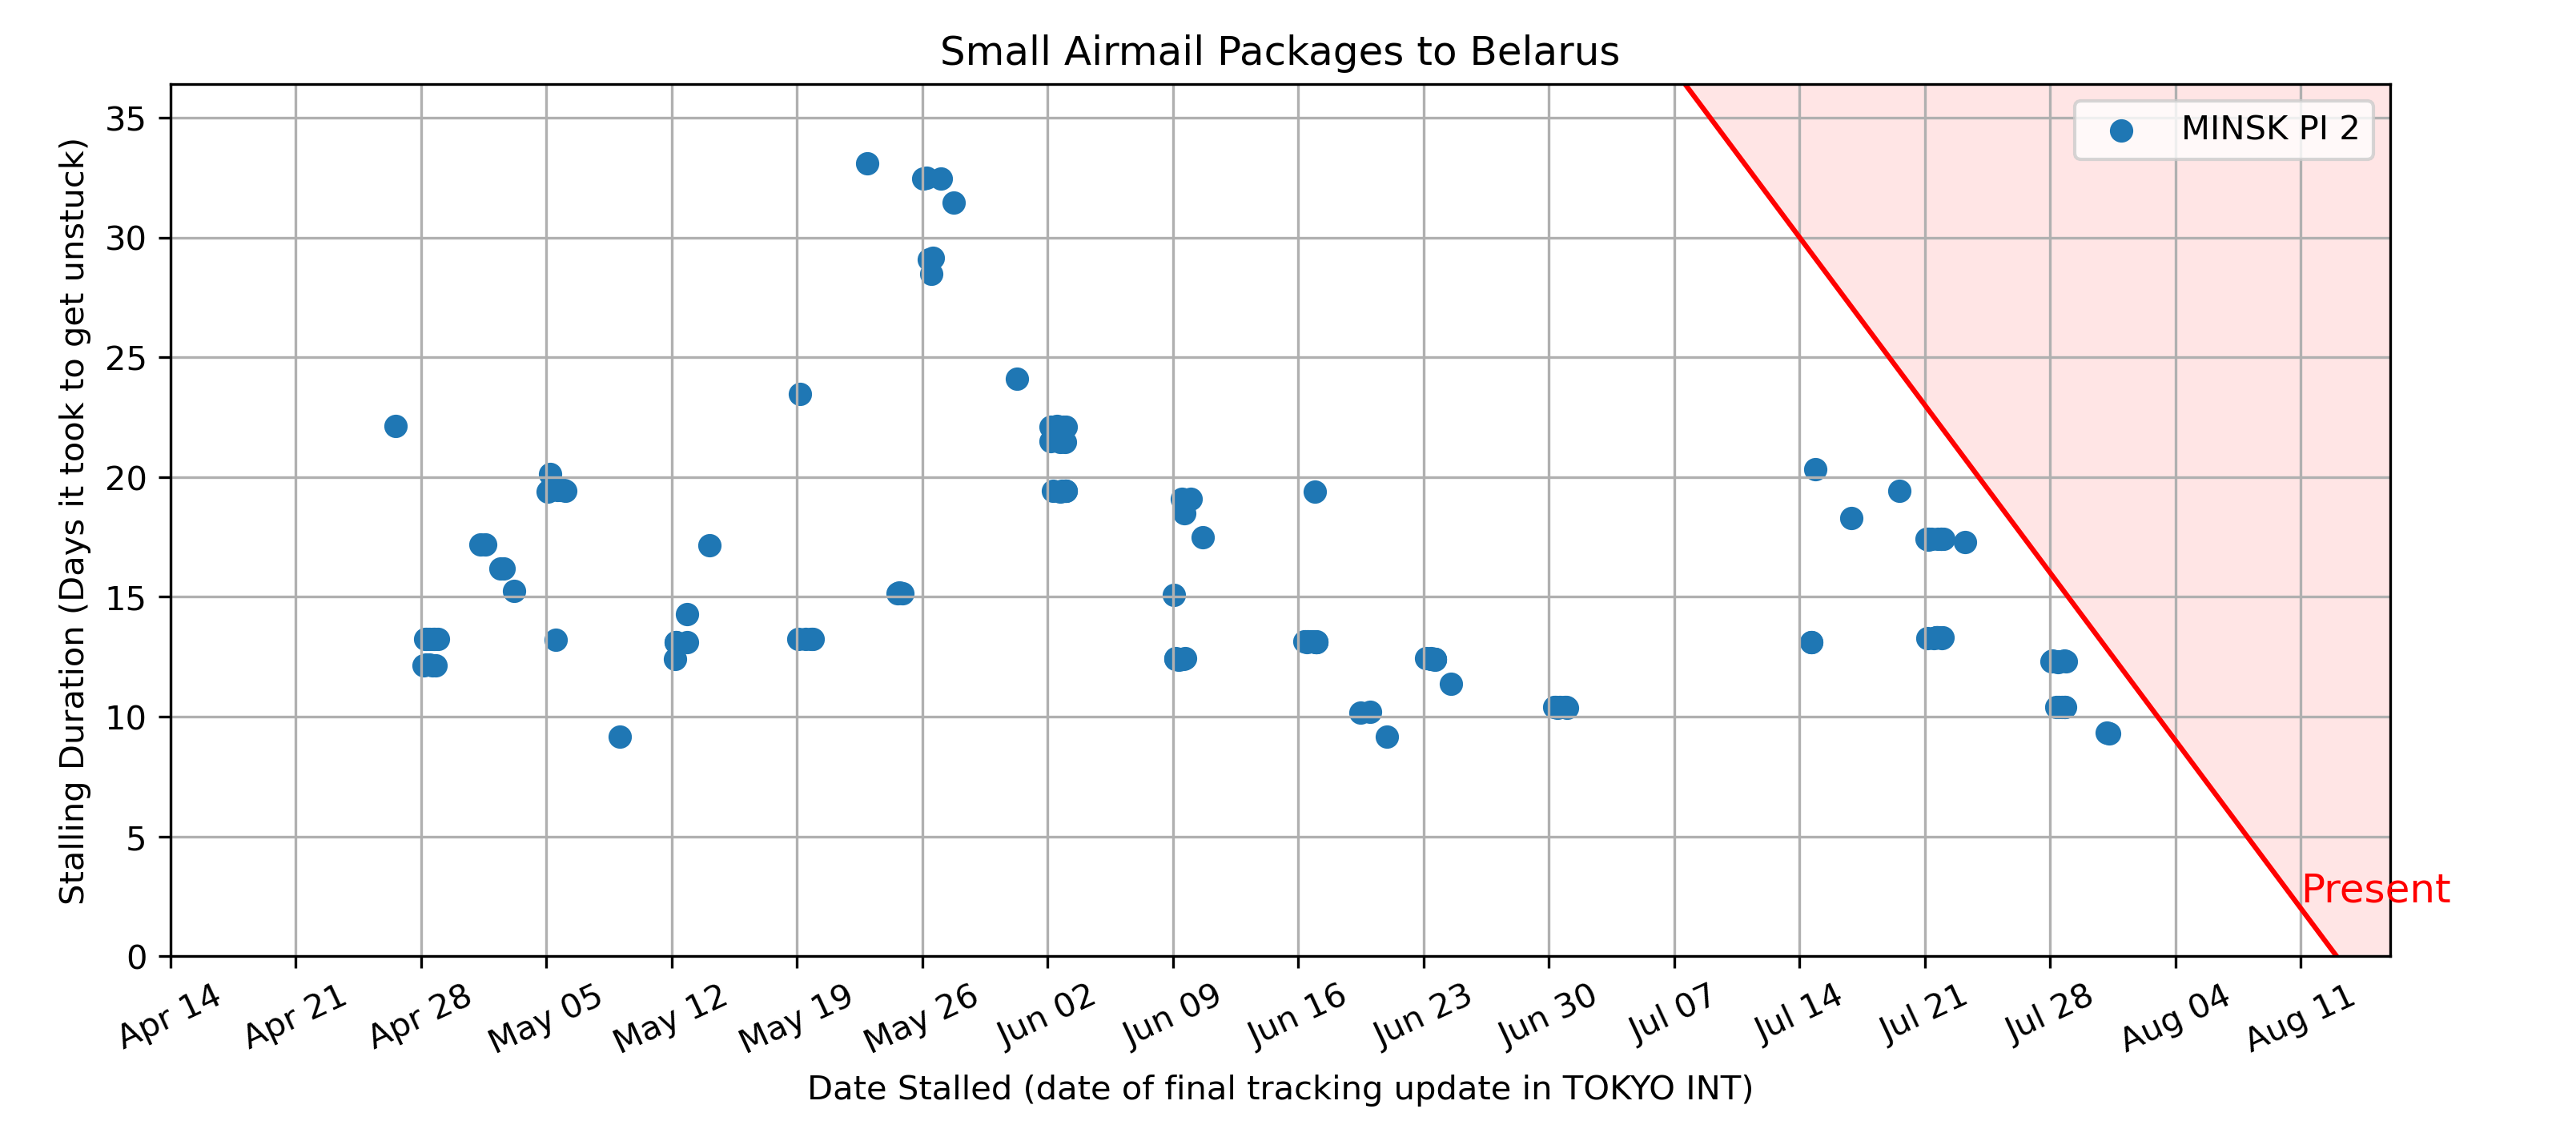 Small Airmail Packages to Belarus
MINSK PI 2
Stalling Duration (Days it took to get unstuck)
35
30
25
20
15
10
5
0
Present
Apr 14
Apr 21
Apr 28
May 05
May 12
May 19
May 26
Jun 02
Jun 09
Jun 16
Jun 23
Jun 30
Jul 07
Jul 14
Jul 21
Jul 28
Aug 04
Aug 11
Date Stalled (date of final tracking update in TOKYO INT)